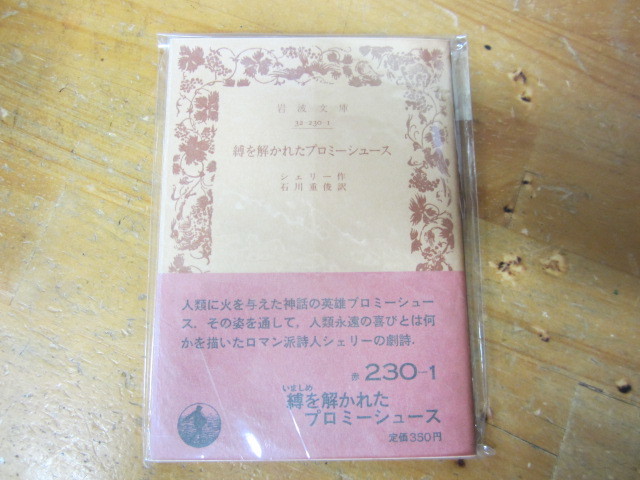 岩波文庫
32-230-1
縛を解かれたプロミーシュース
シェリー作
石川重俊訳
人類に火を与えた神話の英雄プロミーシュー
ス．その姿を通して，人類永遠の喜びとは何
かを描いたロマン派詩人シェリーの劇詩．
赤 230-1
いましめ
縛を解かれた
プロミーシュース
定価350円